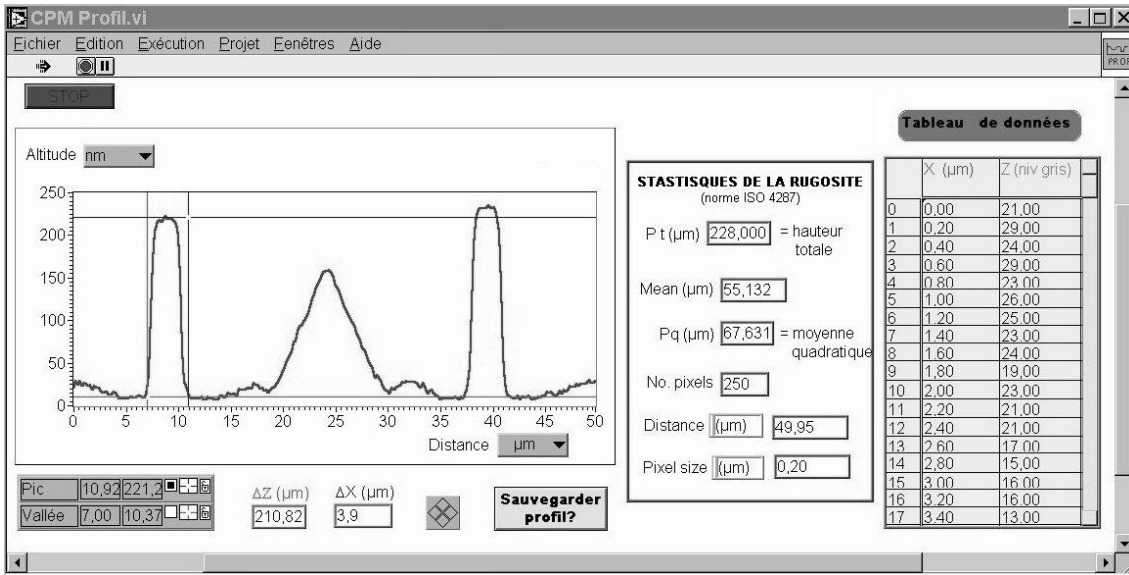 CPM Profil.vi
Fichier Edition Exécution Projet Fenêtres Aide
PROF
STOP
Tableau de données
Altitude nm
250
200
150
100
50
0
0 5 10 15 20 25 30 35 40 45 50
Distance µm
STASTISQUES DE LA RUGOSITE
(norme ISO 4287)
P t (µm) 228,000 = hauteur
totale
Mean (µm) 55,132
Pq (µm) 67,631 = moyenne
quadratique
No. pixels 250
Distance (µm) 49,95
Pixel size (µm) 0,20
X (µm) Z (niv gris)
0 0,00 21,00
1 0,20 29,00
2 0,40 24,00
3 0,60 29,00
4 0,80 23,00
5 1,00 26,00
6 1,20 25,00
7 1,40 23,00
8 1,60 24,00
9 1,80 19,00
10 2,00 23,00
11 2,20 21,00
12 2,40 21,00
13 2,60 17,00
14 2,80 15,00
15 3,00 16,00
16 3,20 16,00
17 3,40 13,00
Pic 10,92 221,2
Vallée 7,00 10,37
ΔZ (µm) ΔX (µm)
210,82 3,9
Sauvegarder
profil?